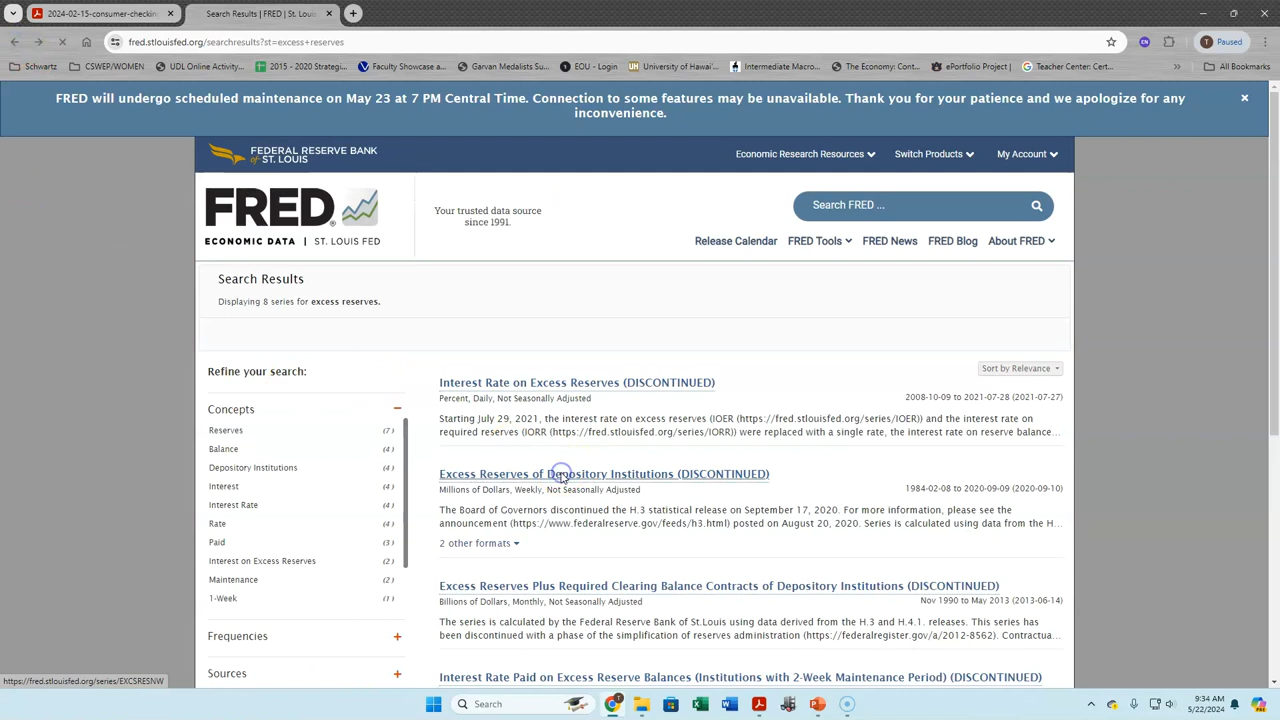 2024-02-15-consumer-checkin
Search Results | FRED | St. Loui
fred.stlouisfed.org/searchresults?st=excess+reserves
Paused
Schwartz
CSWEP/WOMEN
UDL Online Activity...
2015 - 2020 Strategi...
Faculty Showcase a...
Garvan Medalists Su...
EOU - Login
University of Hawai'i...
Intermediate Macro...
The Economy: Cont...
ePortfolio Project |
Teacher Center: Cert...
All Bookmarks
FRED will undergo scheduled maintenance on May 23 at 7 PM Central Time. Connection to some features may be unavailable. Thank you for your patience and we apologize for any
inconvenience.
FEDERAL RESERVE BANK
of ST. LOUIS
Economic Research Resources
Switch Products
My Account
FRED
ECONOMIC DATA | ST. LOUIS FED
Your trusted data source
since 1991.
Search FRED ...
Release Calendar
FRED Tools
FRED News
FRED Blog
About FRED
Search Results
Displaying 8 series for excess reserves.
Refine your search:
Sort by Relevance
Concepts
Reserves (7)
Balance (4)
Depository Institutions (4)
Interest (4)
Interest Rate (4)
Rate (4)
Paid (3)
Interest on Excess Reserves (2)
Maintenance (2)
1-Week (1)
Frequencies
Sources
Interest Rate on Excess Reserves (DISCONTINUED)
Percent, Daily, Not Seasonally Adjusted
2008-10-09 to 2021-07-28 (2021-07-27)
Starting July 29, 2021, the interest rate on excess reserves (IOER (https://fred.stlouisfed.org/series/IOER)) and the interest rate on
required reserves (IORR (https://fred.stlouisfed.org/series/IORR)) were replaced with a single rate, the interest rate on reserve balance...
Excess Reserves of Depository Institutions (DISCONTINUED)
Millions of Dollars, Weekly, Not Seasonally Adjusted
1984-02-08 to 2020-09-09 (2020-09-10)
The Board of Governors discontinued the H.3 statistical release on September 17, 2020. For more information, please see the
announcement (https://www.federalreserve.gov/feeds/h3.html) posted on August 20, 2020. Series is calculated using data from the H...
2 other formats
Excess Reserves Plus Required Clearing Balance Contracts of Depository Institutions (DISCONTINUED)
Billions of Dollars, Monthly, Not Seasonally Adjusted
Nov 1990 to May 2013 (2013-06-14)
The series is calculated by the Federal Reserve Bank of St.Louis using data derived from the H.3 and H.4.1. releases. This series has
been discontinued with a phase of the simplification of reserves administration (https://federalregister.gov/a/2012-8562). Contractua...
Interest Rate Paid on Excess Reserve Balances (Institutions with 2-Week Maintenance Period) (DISCONTINUED)
https://fred.stlouisfed.org/series/EXCSRESNW
Search
9:34 AM
5/22/2024